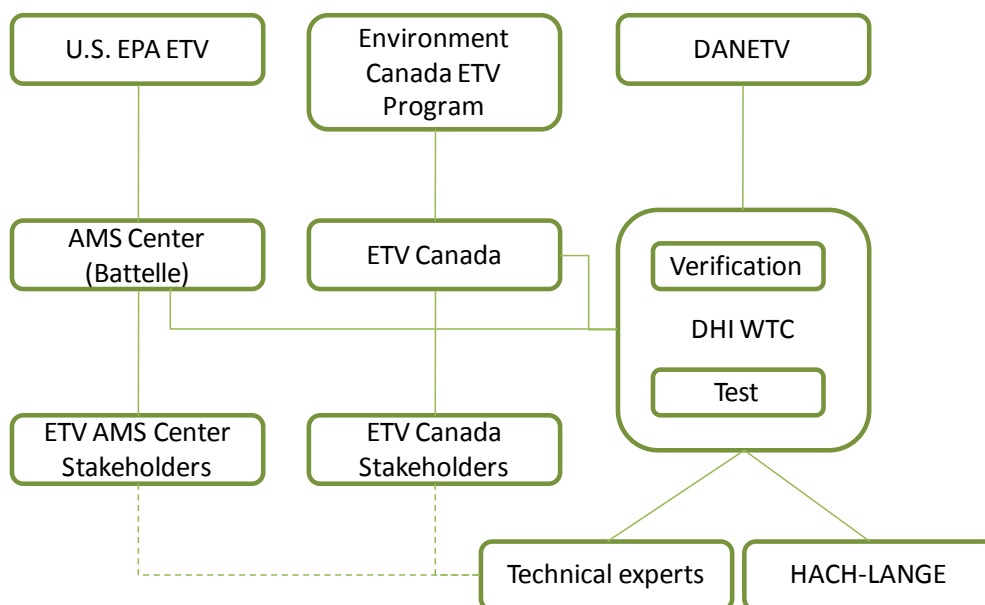 U.S. EPA ETV
Environment
Canada ETV
Program
DANETV
AMS Center
(Battelle)
ETV Canada
Verification
DHI WTC
Test
ETV AMS Center
Stakeholders
ETV Canada
Stakeholders
Technical experts
HACH-LANGE